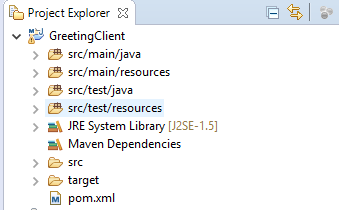 Project Explorer
GreetingClient
src/main/java
src/main/resources
src/test/java
src/test/resources
JRE System Library [J2SE-1.5]
Maven Dependencies
src
target
pom.xml